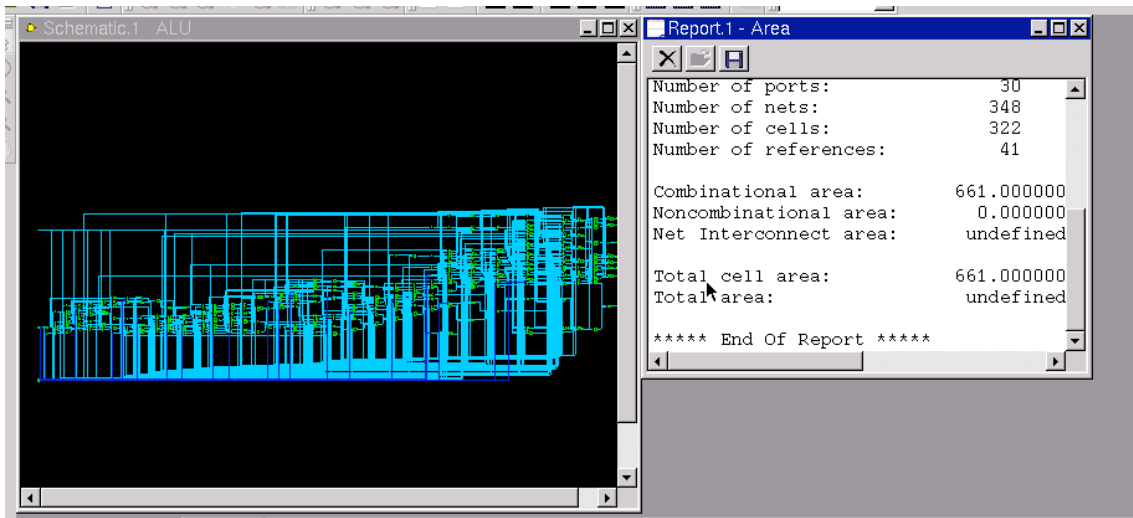 Schematic.1 ALU
Report.1 - Area
Number of ports: 30
Number of nets: 348
Number of cells: 322
Number of references: 41
Combinational area: 661.000000
Noncombinational area: 0.000000
Net Interconnect area: undefined
Total cell area: 661.000000
Total area: undefined
***** End Of Report *****